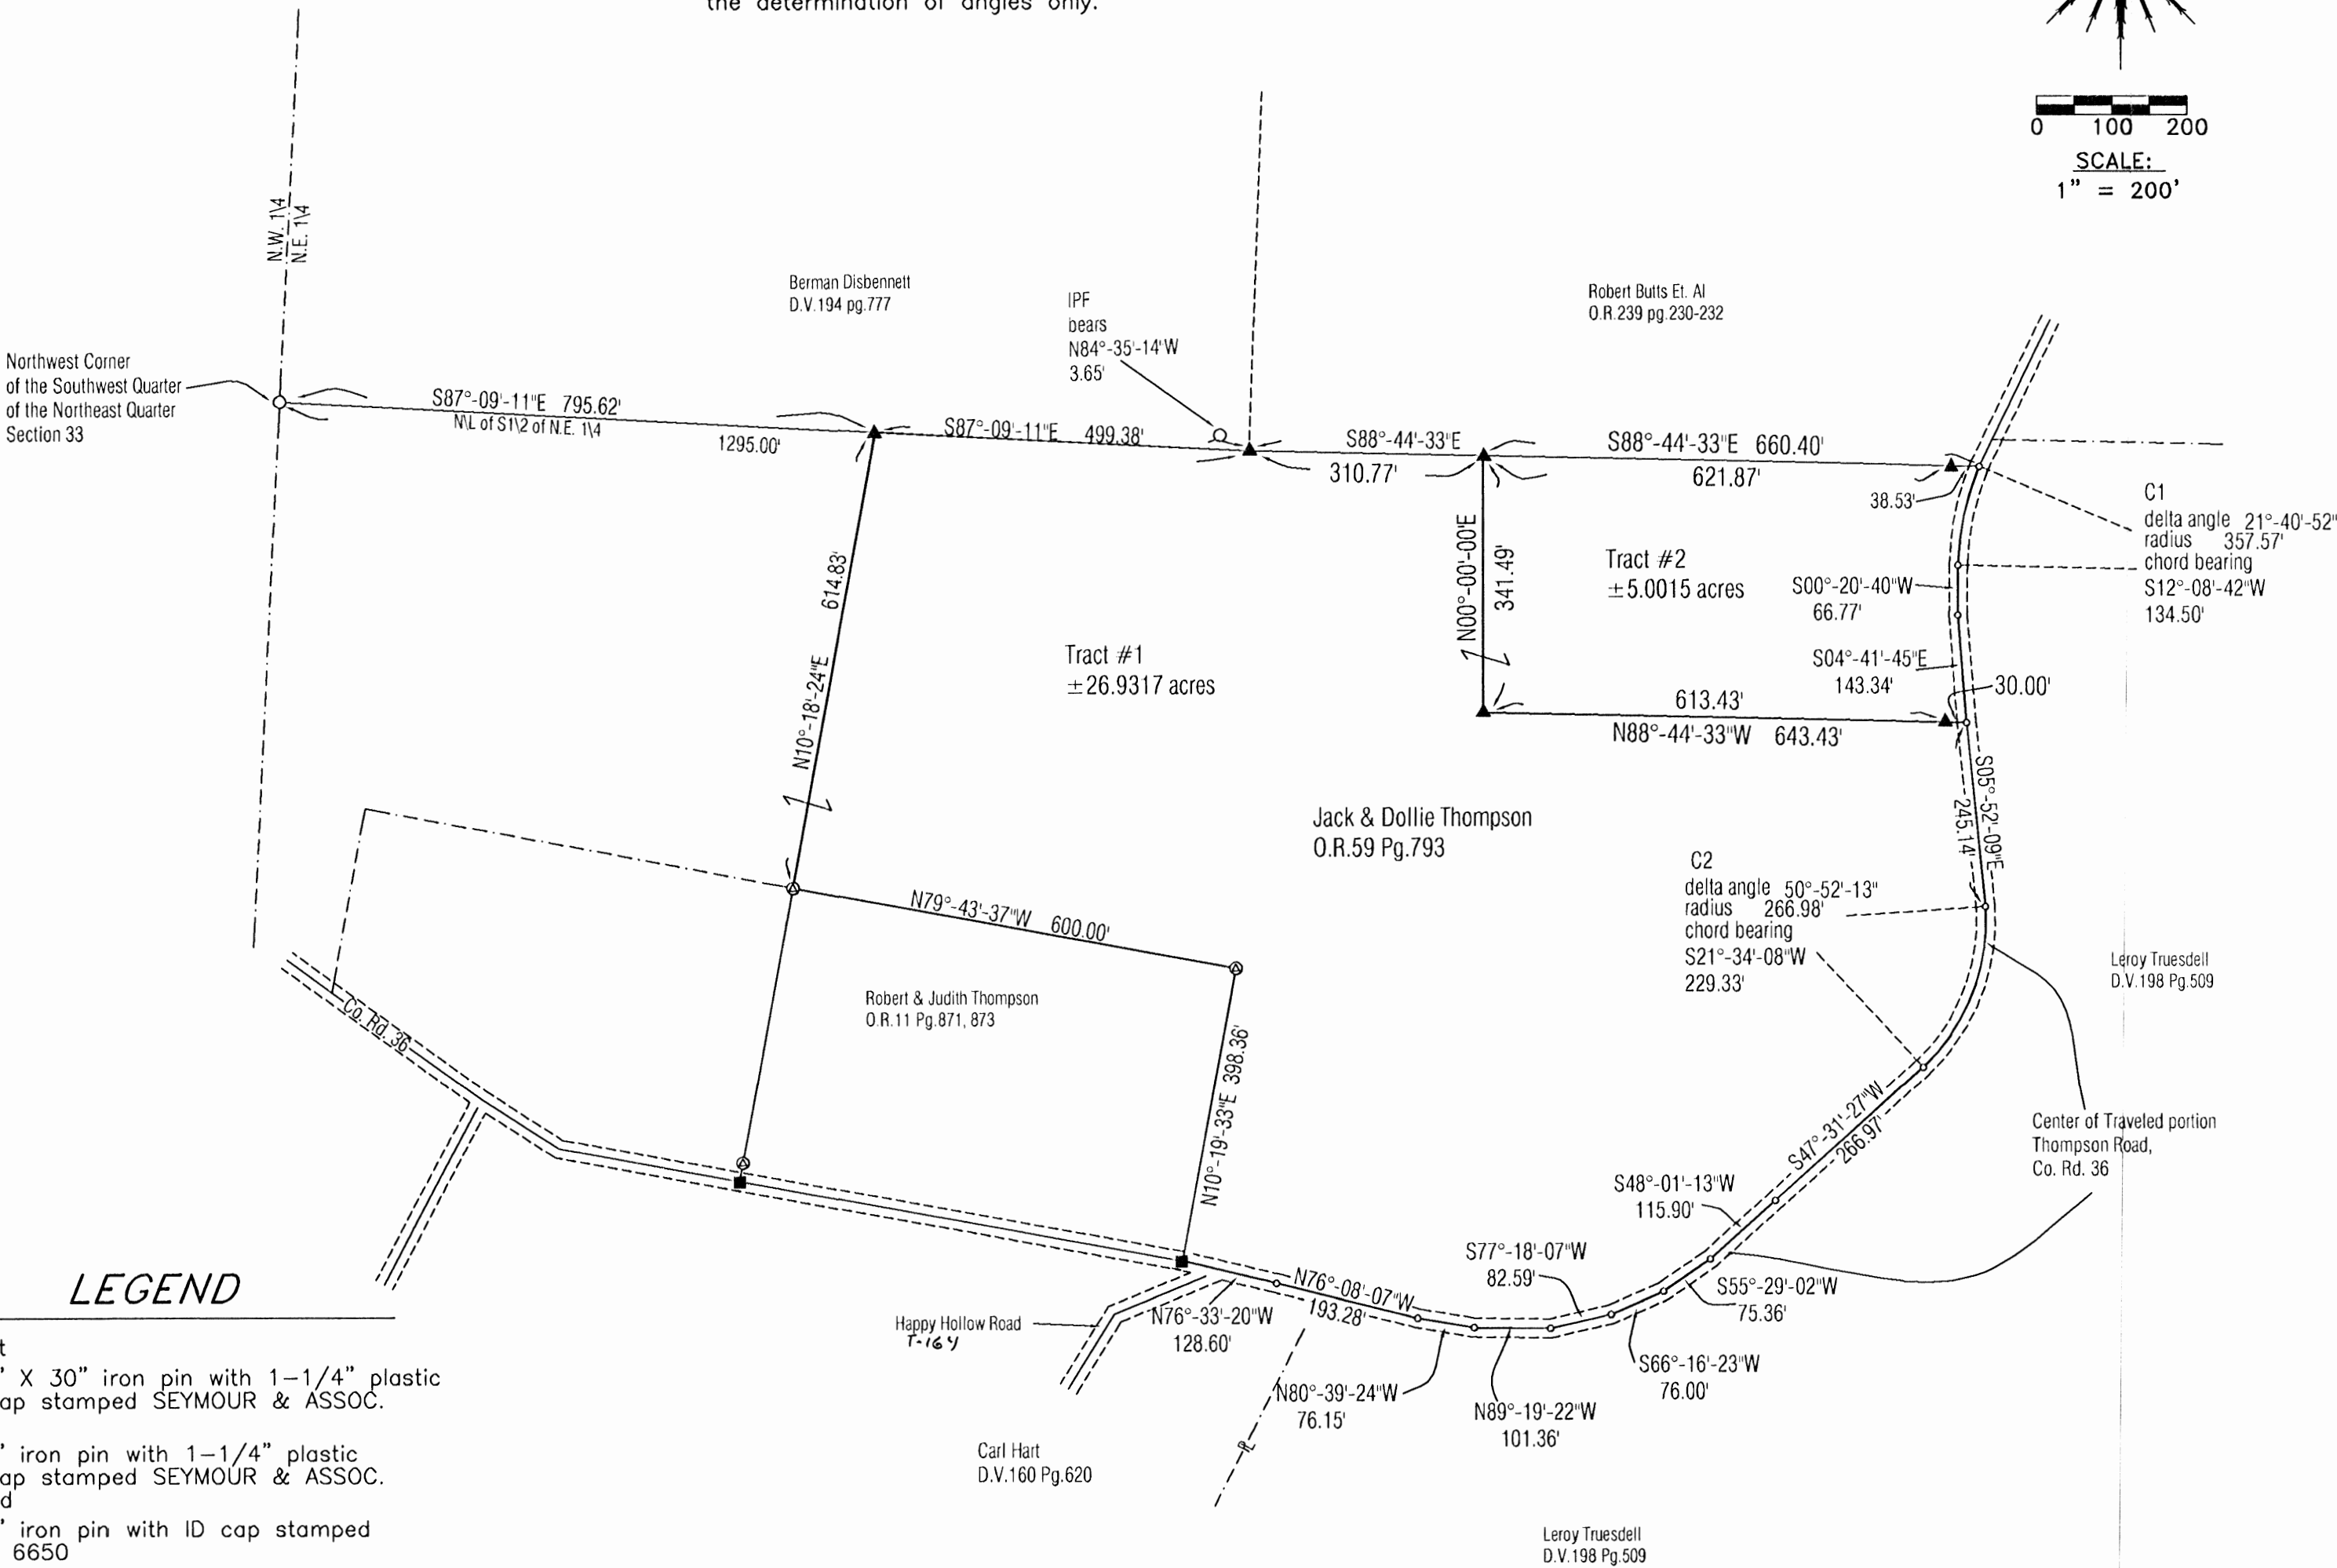 the determination of angles only.
0 100 200
SCALE:
1" = 200'
N.W. 1\4
N.E. 1\4
Berman Disbennett
D.V.194 pg.777
IPF
bears
N84°-35'-14'W
3.65'
Robert Butts Et. Al
O.R.239 pg.230-232
Northwest Corner
of the Southwest Quarter
of the Northeast Quarter
Section 33
S87°-09'-11"E 795.62'
N\L of S1\2 of N.E. 1\4
1295.00'
S87°-09'-11"E 499.38'
S88°-44'-33"E
310.77'
S88°-44'-33"E 660.40'
621.87'
38.53'
C1
delta angle 21°-40'-52"
radius 357.57'
chord bearing
S12°-08'-42"W
134.50'
N00°-00'-00"E
341.49'
Tract #2
±5.0015 acres
S00°-20'-40"W
66.77'
S04°-41'-45"E
143.34'
30.00'
613.43'
N88°-44'-33"W 643.43'
N10°-18'-24"E
614.83'
Tract #1
±26.9317 acres
Jack & Dollie Thompson
O.R.59 Pg.793
S05°-52'-09"E
245.14'
C2
delta angle 50°-52'-13"
radius 266.98'
chord bearing
S21°-34'-08"W
229.33'
Leroy Truesdell
D.V.198 Pg.509
N79°-43'-37"W 600.00'
Robert & Judith Thompson
O.R.11 Pg.871, 873
Co. Rd. 36
N10°-19'-33"E 398.36'
Center of Traveled portion
Thompson Road,
Co. Rd. 36
S47°-31'-27"W
266.97'
S48°-01'-13"W
115.90'
S77°-18'-07"W
82.59'
S55°-29'-02"W
75.36'
S66°-16'-23"W
76.00'
N76°-08'-07"W
193.28'
N76°-33'-20"W
128.60'
Happy Hollow Road
T-164
N80°-39'-24"W
76.15'
N89°-19'-22"W
101.36'
Carl Hart
D.V.160 Pg.620
PL
Leroy Truesdell
D.V.198 Pg.509
LEGEND
t
' X 30" iron pin with 1-1/4" plastic
ap stamped SEYMOUR & ASSOC.
' iron pin with 1-1/4" plastic
ap stamped SEYMOUR & ASSOC.
d
' iron pin with ID cap stamped
6650